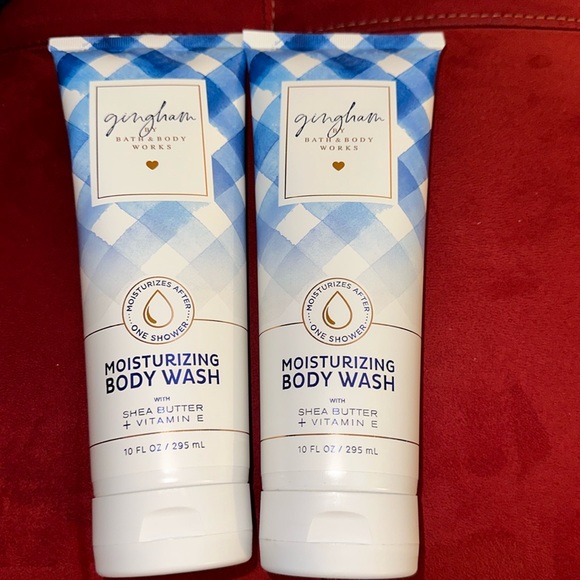 gingham
BY
BATH & BODY
WORKS
MOISTURIZES AFTER
ONE SHOWER
MOISTURIZING
BODY WASH
WITH
SHEA BUTTER
+ VITAMIN E
10 FL OZ / 295 mL
gingham
BY
BATH & BODY
WORKS
MOISTURIZES AFTER
ONE SHOWER
MOISTURIZING
BODY WASH
WITH
SHEA BUTTER
+ VITAMIN E
10 FL OZ / 295 mL